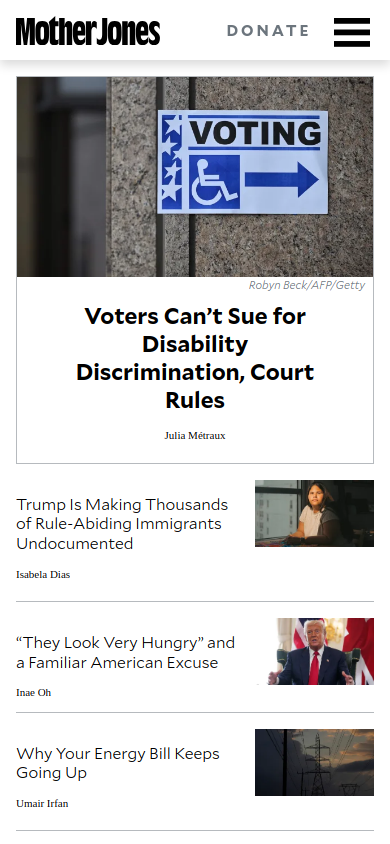 Mother Jones
DONATE
VOTING
Robyn Beck/AFP/Getty
Voters Can’t Sue for
Disability
Discrimination, Court
Rules
Julia Métraux
Trump Is Making Thousands
of Rule-Abiding Immigrants
Undocumented
Isabela Dias
“They Look Very Hungry” and
a Familiar American Excuse
Inae Oh
Why Your Energy Bill Keeps
Going Up
Umair Irfan